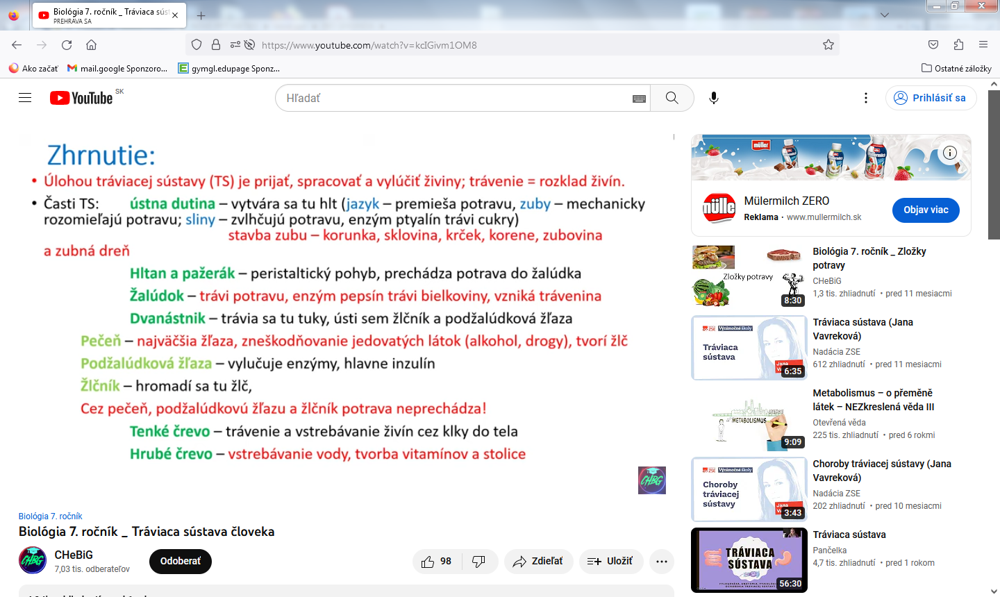 Biológia 7. ročník _ Tráviaca sús
PREHRÁVA SA
https://www.youtube.com/watch?v=kcIGivm1OM8
Ako začať
mail.google Sponzoro...
gymgl.edupage Sponz...
Ostatné záložky
YouTube SK
Hľadať
Prihlásiť sa
Zhrnutie:
• Úlohou tráviacej sústavy (TS) je prijať, spracovať a vylúčiť živiny; trávenie = rozklad živín.
• Časti TS: ústna dutina – vytvára sa tu hlt (jazyk – premieša potravu, zuby – mechanicky
rozomieľajú potravu; sliny – zvlhčujú potravu, enzým ptyalín trávi cukry)
stavba zubu – korunka, sklovina, krček, korene, zubovina
a zubná dreň
Hltan a pažerák – peristaltický pohyb, prechádza potrava do žalúdka
Žalúdok – trávi potravu, enzým pepsín trávi bielkoviny, vzniká trávenina
Dvanástnik – trávia sa tu tuky, ústi sem žlčník a podžalúdková žľaza
Pečeň – najväčšia žľaza, zneškodňovanie jedovatých látok (alkohol, drogy), tvorí žlč
Podžalúdková žľaza – vylučuje enzýmy, hlavne inzulín
Žlčník – hromadí sa tu žlč,
Cez pečeň, podžalúdkovú žľazu a žlčník potrava neprechádza!
Tenké črevo – trávenie a vstrebávanie živín cez klky do tela
Hrubé črevo – vstrebávanie vody, tvorba vitamínov a stolice
CHBG
Biológia 7. ročník
Biológia 7. ročník _ Tráviaca sústava človeka
CHBG
CHeBiG
7,03 tis. odberateľov
Odoberať
98
Zdieľať
Uložiť
müller
mülle
Mülermilch ZERO
Reklama · www.mullermilch.sk
Objav viac
Zložky potravy
8:30
Biológia 7. ročník _ Zložky
potravy
CHeBiG
1,3 tis. zhliadnutí • pred 11 mesiacmi
ZSE Výnimočné školy
Tráviaca
sústava
Jana
6:35
Tráviaca sústava (Jana
Vavreková)
Nadácia ZSE
612 zhliadnutí • pred 11 mesiacmi
METABOLISMUS
9:09
Metabolismus – o přeměně
látek – NEZkreslená věda III
Otevřená věda
225 tis. zhliadnutí • pred 6 rokmi
ZSE Výnimočné školy
Choroby
tráviacej
sústavy
Jana
3:43
Choroby tráviacej sústavy (Jana
Vavreková)
Nadácia ZSE
202 zhliadnutí • pred 10 mesiacmi
TRÁVIACA
SÚSTAVA
56:30
Tráviaca sústava
Pančelka
4,7 tis. zhliadnutí • pred 1 rokom